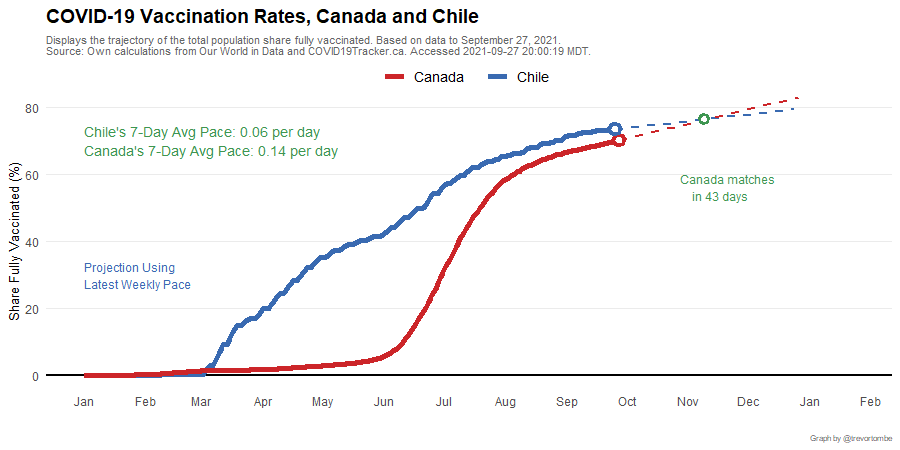 COVID-19 Vaccination Rates, Canada and Chile
Displays the trajectory of the total population share fully vaccinated. Based on data to September 27, 2021.
Source: Own calculations from Our World in Data and COVID19Tracker.ca. Accessed 2021-09-27 20:00:19 MDT.
Canada Chile
Share Fully Vaccinated (%)
80
Chile's 7-Day Avg Pace: 0.06 per day
Canada's 7-Day Avg Pace: 0.14 per day
60
Canada matches
in 43 days
40
Projection Using
Latest Weekly Pace
20
0
Jan Feb Mar Apr May Jun Jul Aug Sep Oct Nov Dec Jan Feb
Graph by @trevortombe